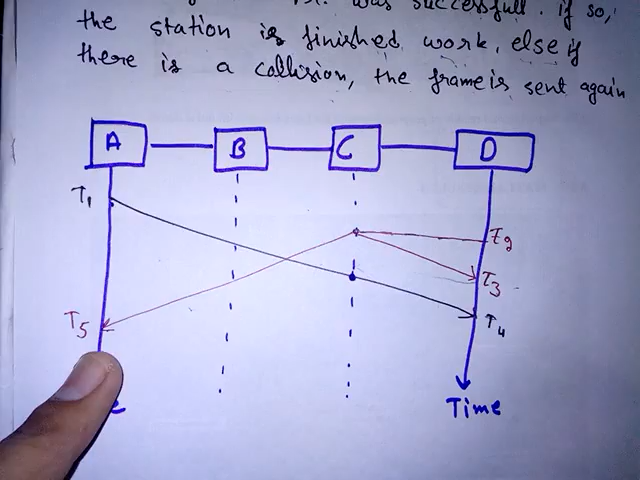 was successfull. if so,
the station is finished work, else if
there is a collision, the frame is sent again
A B C D
T1
T2
T3
T4
T5
Time